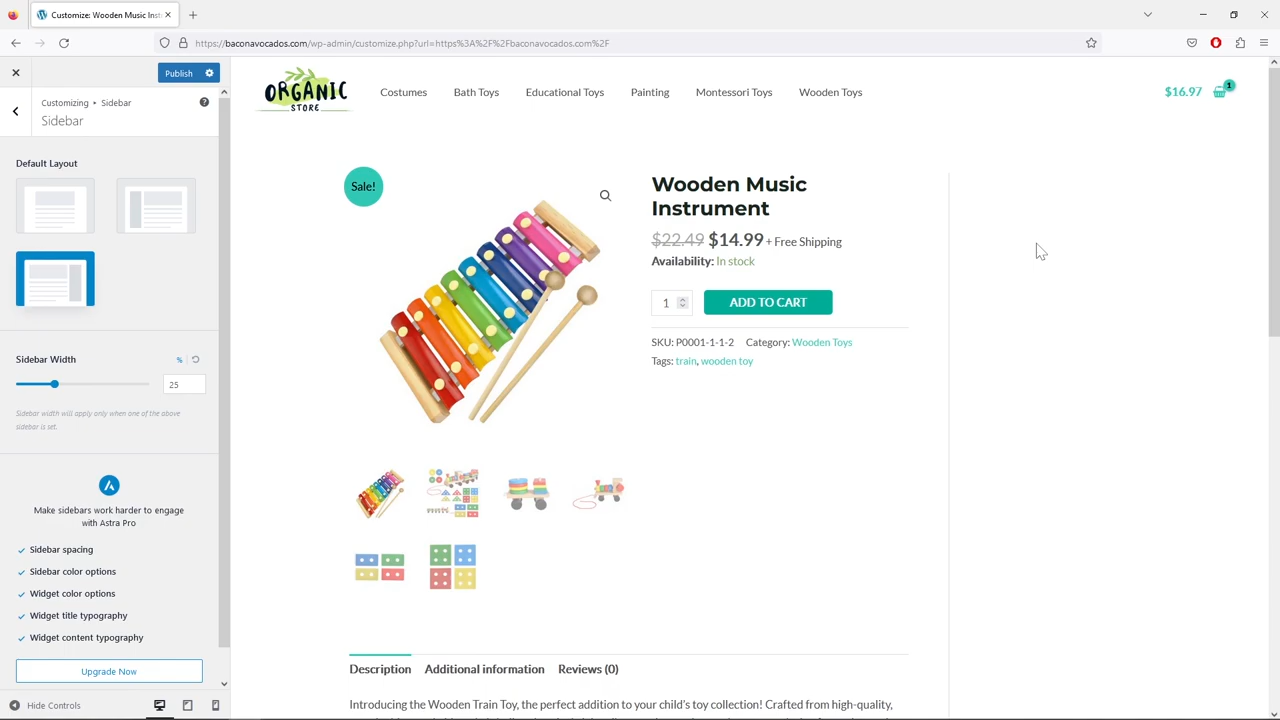 Customize: Wooden Music Inst
https://baconavocados.com/wp-admin/customize.php?url=https%3A%2F%2Fbaconavocados.com%2F
Publish
Customizing ▸ Sidebar
Sidebar
Default Layout
Sidebar Width
%
25
Sidebar width will apply only when one of the above
sidebar is set.
Make sidebars work harder to engage
with Astra Pro
Sidebar spacing
Sidebar color options
Widget color options
Widget title typography
Widget content typography
Upgrade Now
Hide Controls
ORGANIC
STORE
Costumes
Bath Toys
Educational Toys
Painting
Montessori Toys
Wooden Toys
$16.97
1
Sale!
Wooden Music
Instrument
$22.49 $14.99 + Free Shipping
Availability: In stock
1
ADD TO CART
SKU: P0001-1-1-2 Category: Wooden Toys
Tags: train, wooden toy
Description
Additional information
Reviews (0)
Introducing the Wooden Train Toy, the perfect addition to your child's toy collection! Crafted from high-quality,